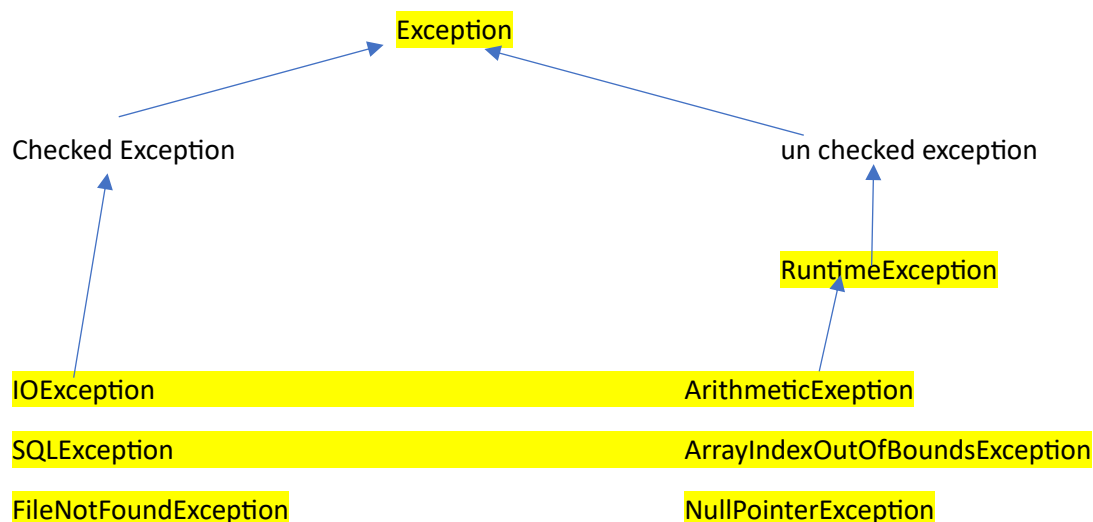 Exception
Checked Exception un checked exception
RuntimeException
IOException ArithmeticExeption
SQLException ArrayIndexOutOfBoundsException
FileNotFoundException NullPointerException